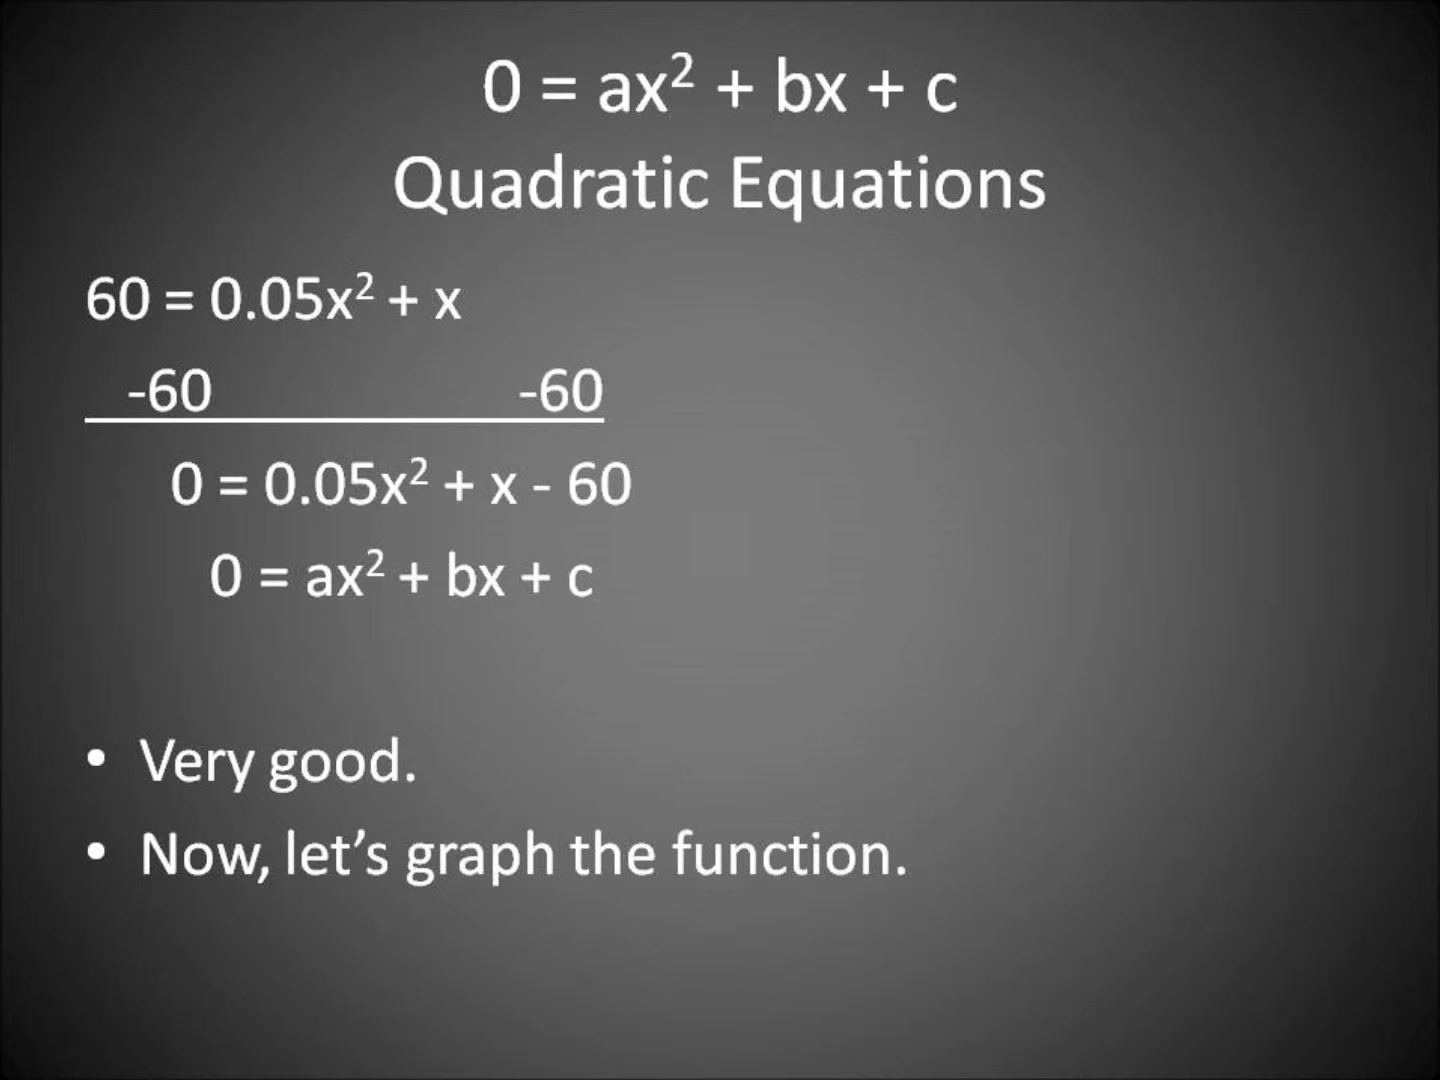 0 = ax² + bx + c
Quadratic Equations
60 = 0.05x² + x
-60 -60
0 = 0.05x² + x - 60
0 = ax² + bx + c
• Very good.
• Now, let’s graph the function.